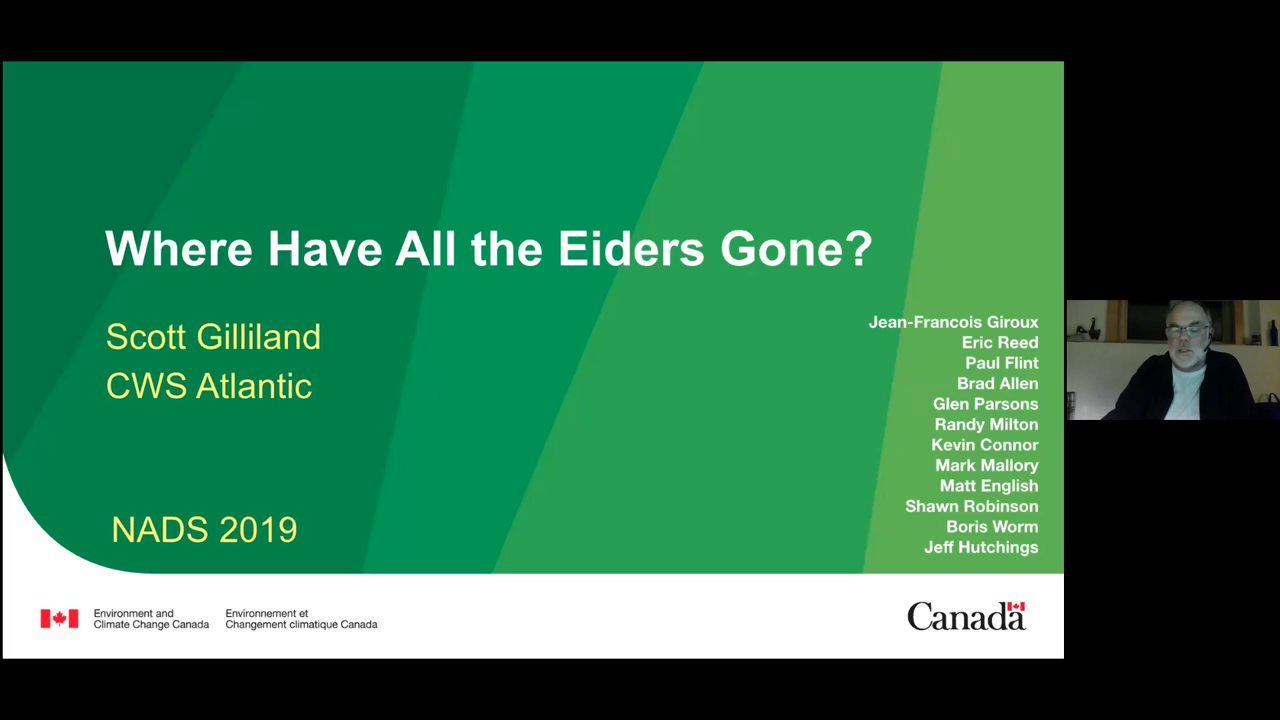 Where Have All the Eiders Gone?
Scott Gilliland
CWS Atlantic
NADS 2019
Jean-Francois Giroux
Eric Reed
Paul Flint
Brad Allen
Glen Parsons
Randy Milton
Kevin Connor
Mark Mallory
Matt English
Shawn Robinson
Boris Worm
Jeff Hutchings
Environment and
Climate Change Canada
Environnement et
Changement climatique Canada
Canada